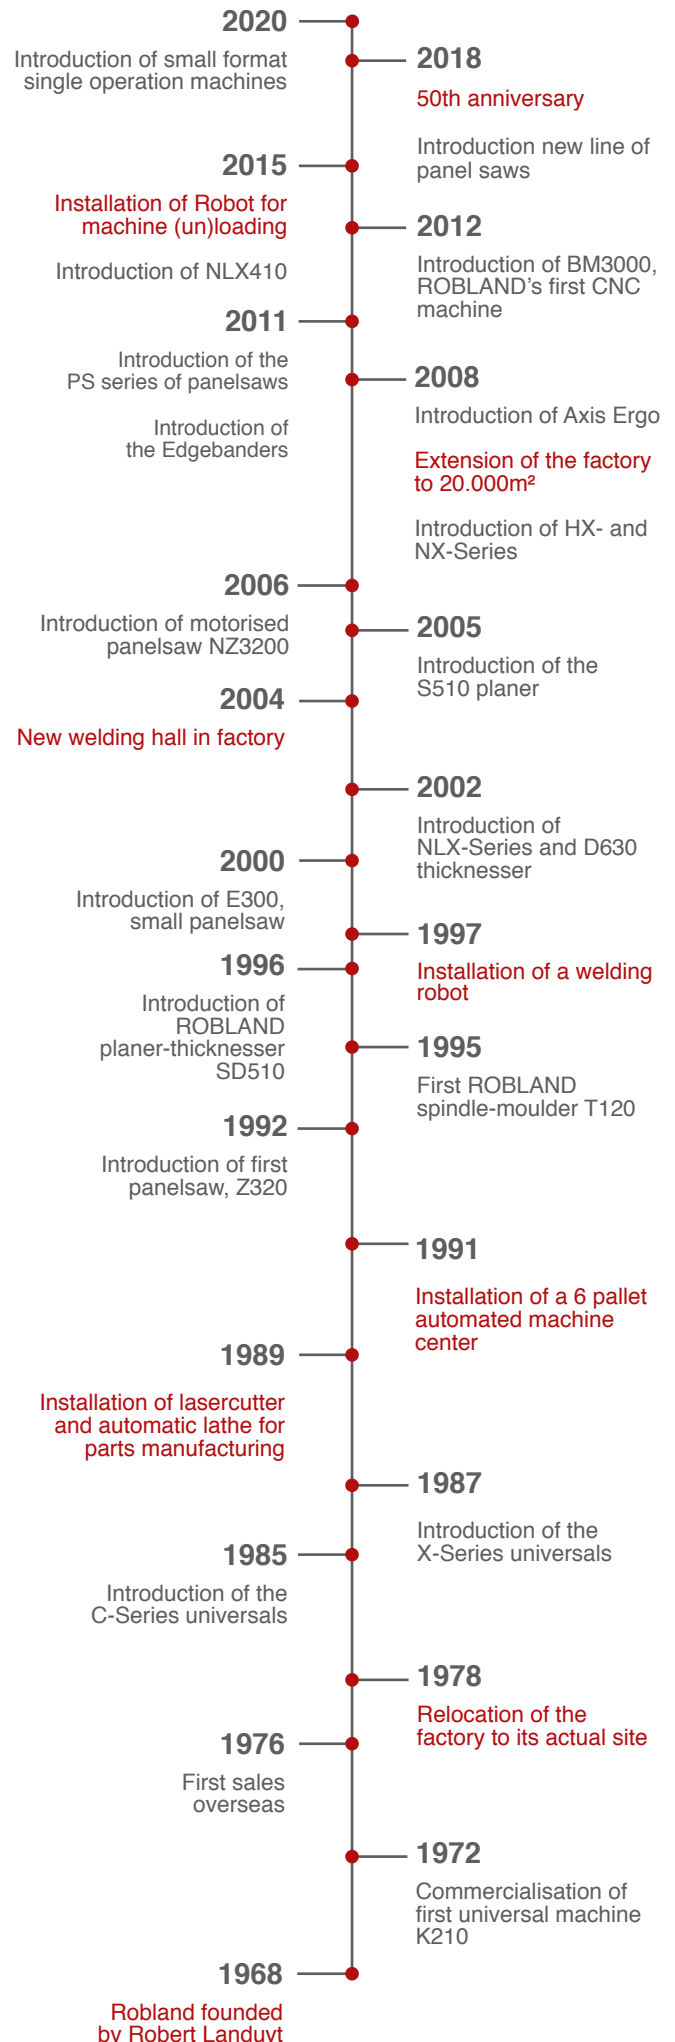 2020
Introduction of small format
single operation machines
2018
50th anniversary
Introduction new line of
panel saws
2015
Installation of Robot for
machine (un)loading
Introduction of NLX410
2012
Introduction of BM3000,
ROBLAND's first CNC
machine
2011
Introduction of the
PS series of panelsaws
Introduction of
the Edgebanders
2008
Introduction of Axis Ergo
Extension of the factory
to 20.000m²
Introduction of HX- and
NX-Series
2006
Introduction of motorised
panelsaw NZ3200
2005
Introduction of the
S510 planer
2004
New welding hall in factory
2002
Introduction of
NLX-Series and D630
thicknesser
2000
Introduction of E300,
small panelsaw
1997
Installation of a welding
robot
1996
Introduction of
ROBLAND
planer-thicknesser
SD510
1995
First ROBLAND
spindle-moulder T120
1992
Introduction of first
panelsaw, Z320
1991
Installation of a 6 pallet
automated machine
center
1989
Installation of lasercutter
and automatic lathe for
parts manufacturing
1987
Introduction of the
X-Series universals
1985
Introduction of the
C-Series universals
1978
Relocation of the
factory to its actual site
1976
First sales
overseas
1972
Commercialisation of
first universal machine
K210
1968
Robland founded
by Robert Landuyt